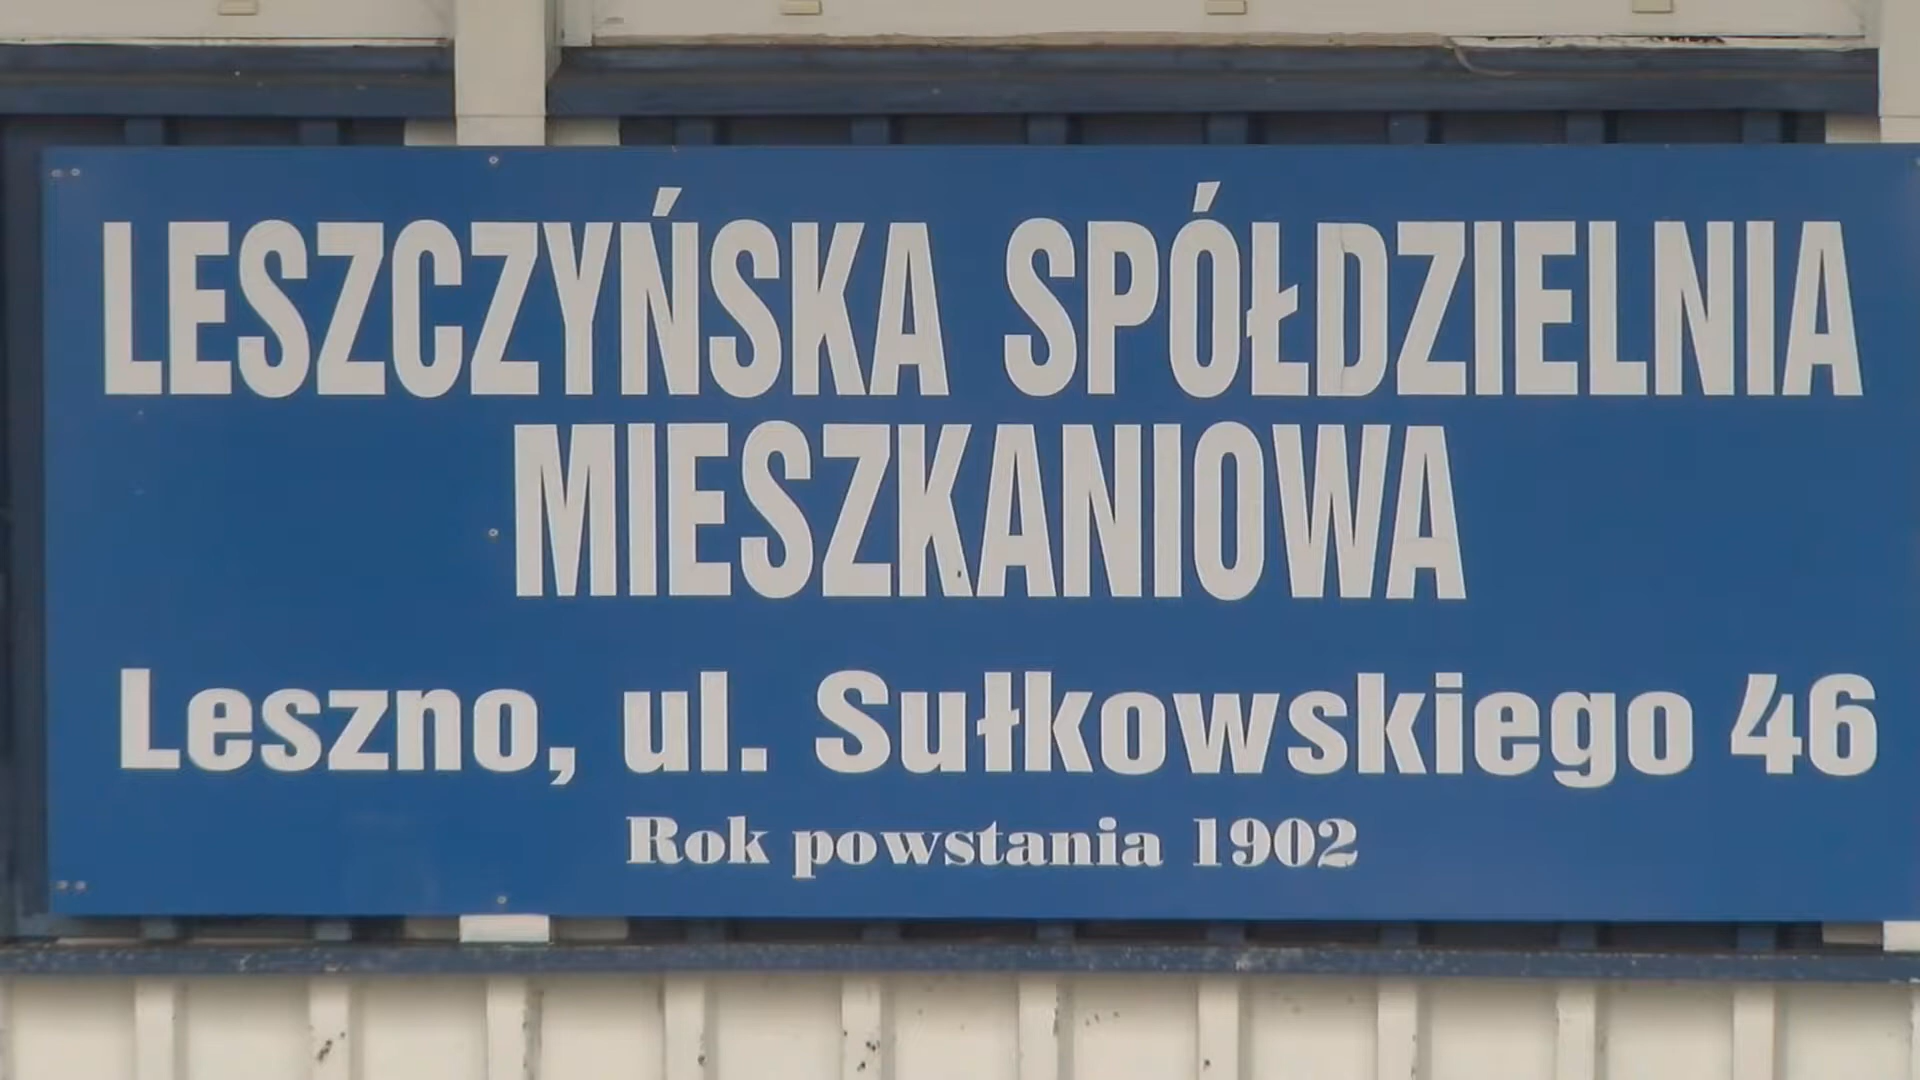 LESZCZYŃSKA SPÓŁDZIELNIA
MIESZKANIOWA
Leszno, ul. Sułkowskiego 46
Rok powstania 1902